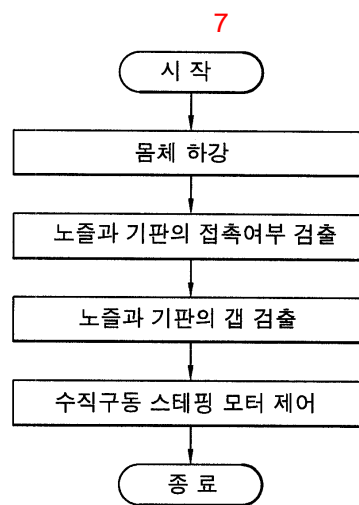 7
시 작
몸체 하강
노즐과 기판의 접촉여부 검출
노즐과 기판의 갭 검출
수직구동 스테핑 모터 제어
종 료